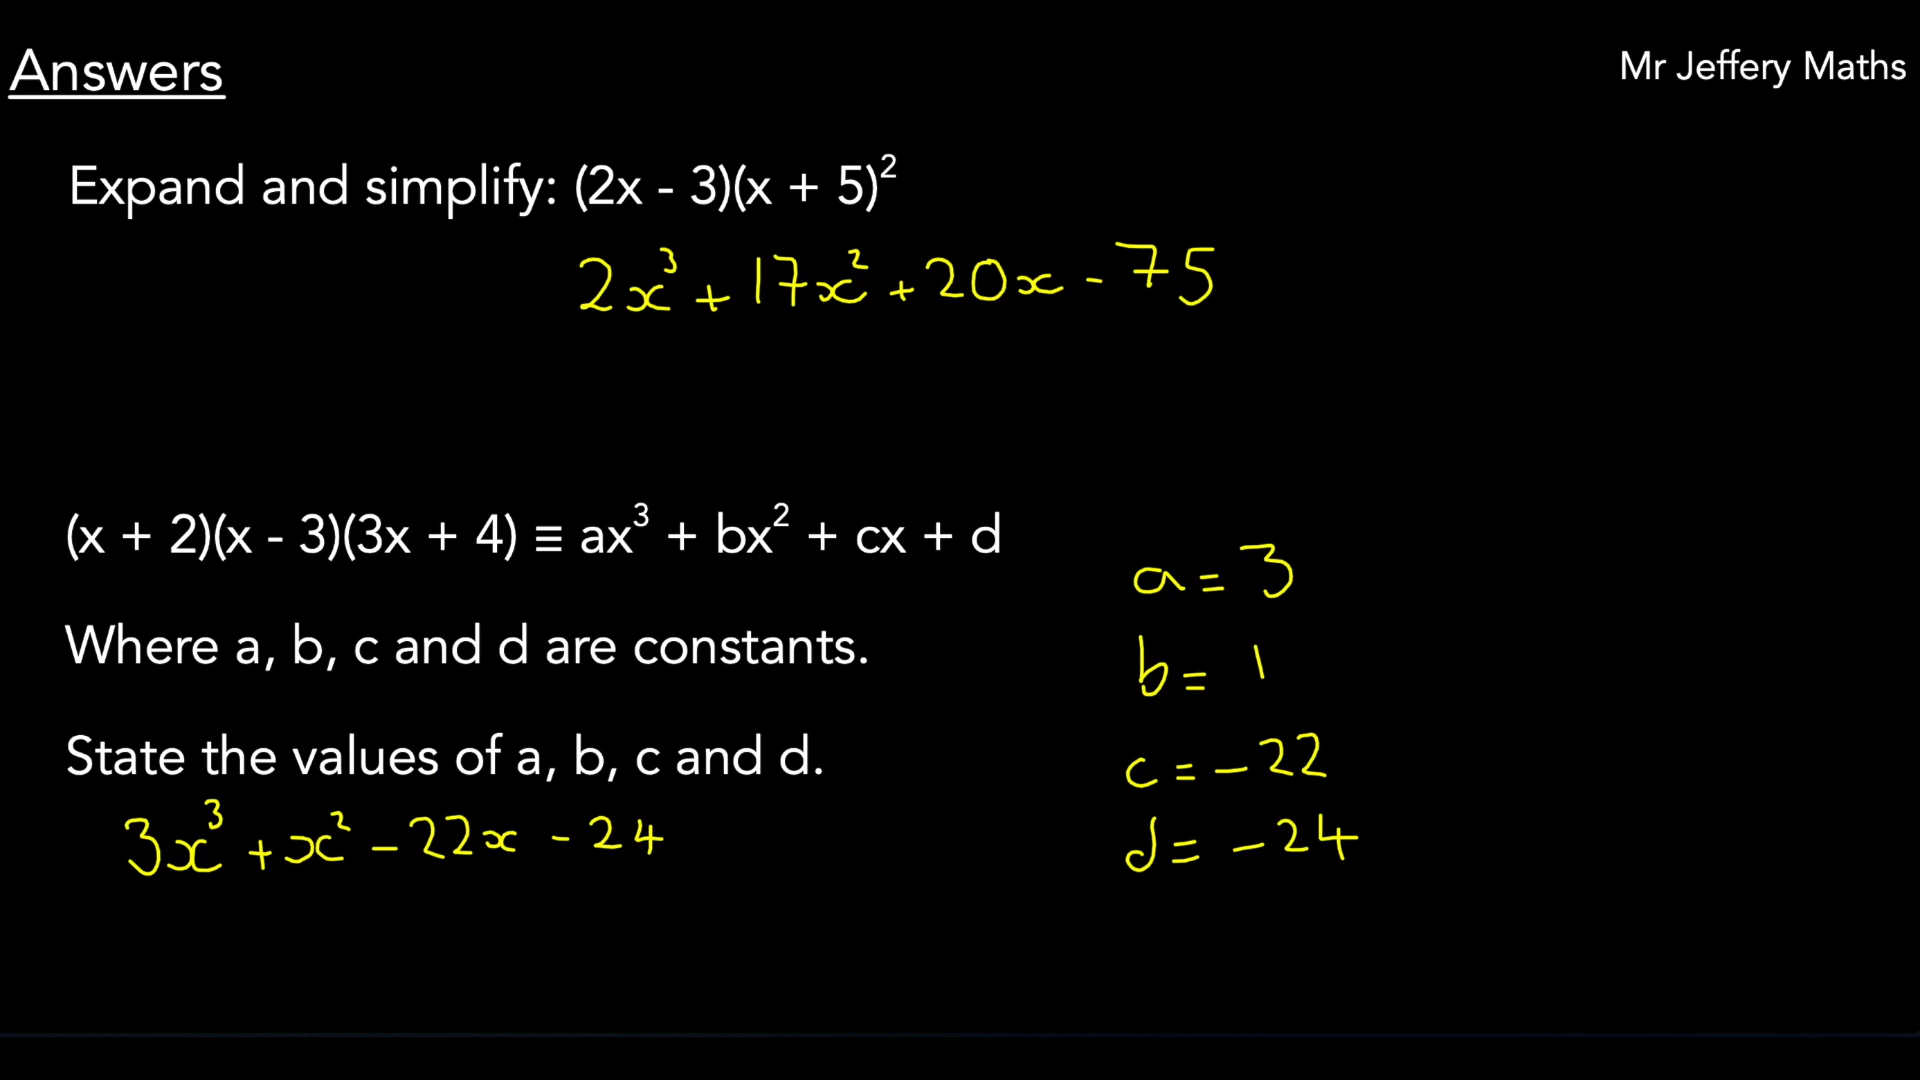 Answers
Mr Jeffery Maths
Expand and simplify: (2x - 3)(x + 5)²
2x³ + 17x² + 20x - 75
(x + 2)(x - 3)(3x + 4) ≡ ax³ + bx² + cx + d
a = 3
Where a, b, c and d are constants.
b = 1
State the values of a, b, c and d.
c = -22
3x³ + x² - 22x - 24
d = -24